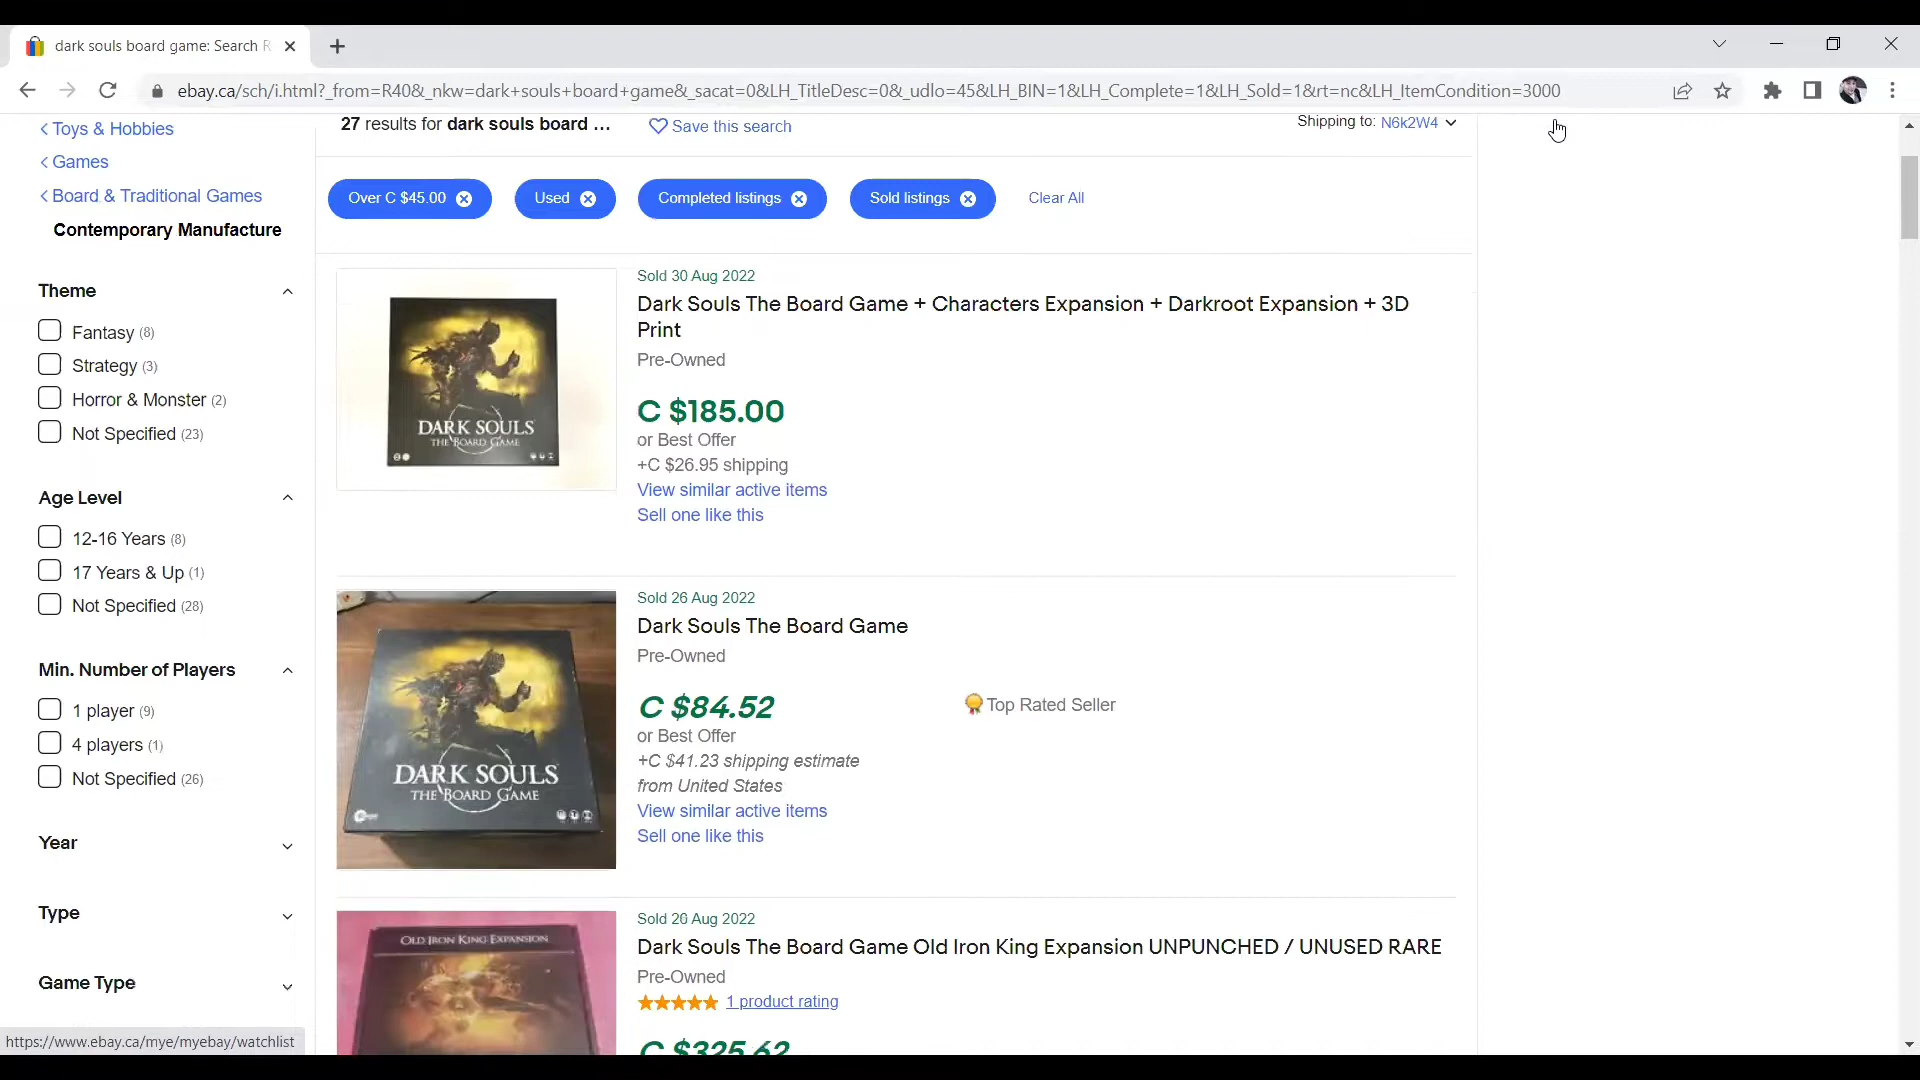 dark souls board game: Search R
ebay.ca/sch/i.html?_from=R40&_nkw=dark+souls+board+game&_sacat=0&LH_TitleDesc=0&_udlo=45&LH_BIN=1&LH_Complete=1&LH_Sold=1&rt=nc&LH_ItemCondition=3000
Toys & Hobbies
Games
Board & Traditional Games
Contemporary Manufacture
Theme
Fantasy (8)
Strategy (3)
Horror & Monster (2)
Not Specified (23)
Age Level
12-16 Years (8)
17 Years & Up (1)
Not Specified (28)
Min. Number of Players
1 player (9)
4 players (1)
Not Specified (26)
Year
Type
Game Type
https://www.ebay.ca/mye/myebay/watchlist
27 results for dark souls board ...
Save this search
Shipping to: N6k2W4
Over C $45.00
Used
Completed listings
Sold listings
Clear All
DARK SOULS
THE BOARD GAME
Sold 30 Aug 2022
Dark Souls The Board Game + Characters Expansion + Darkroot Expansion + 3D
Print
Pre-Owned
C $185.00
or Best Offer
+C $26.95 shipping
View similar active items
Sell one like this
DARK SOULS
THE BOARD GAME
Sold 26 Aug 2022
Dark Souls The Board Game
Pre-Owned
C $84.52
or Best Offer
+C $41.23 shipping estimate
from United States
View similar active items
Sell one like this
Top Rated Seller
OLD IRON KING EXPANSION
Sold 20 Aug 2022
Dark Souls The Board Game Old Iron King Expansion UNPUNCHED / UNUSED RARE
Pre-Owned
1 product rating
C $325.62